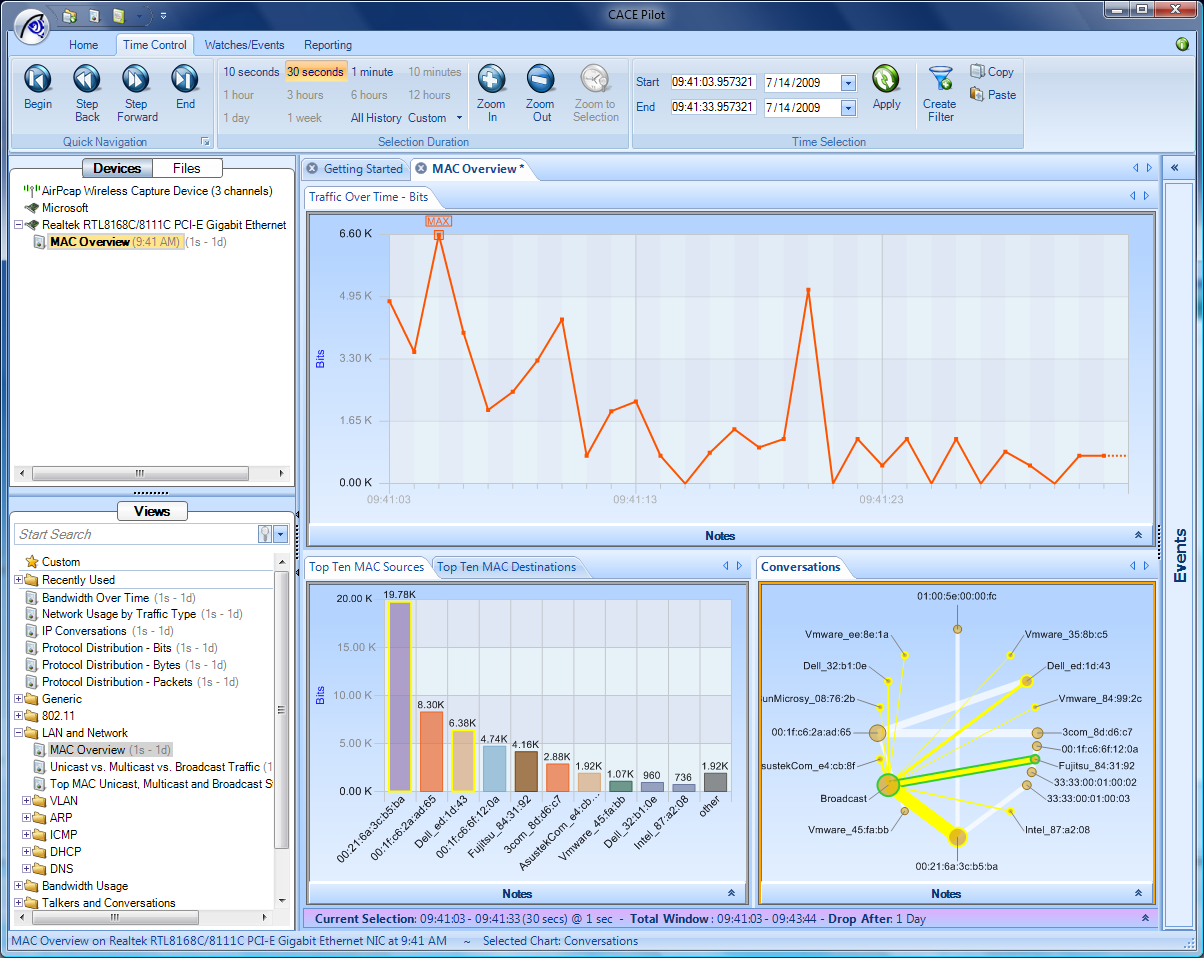 CACE Pilot
Home Time Control Watches/Events Reporting
Begin
Step Back
Step Forward
End
Quick Navigation
10 seconds 30 seconds 1 minute 10 minutes
1 hour 3 hours 6 hours 12 hours
1 day 1 week All History Custom
Zoom In
Zoom Out
Zoom to Selection
Selection Duration
Start 09:41:03.957321 7/14/2009
End 09:41:33.957321 7/14/2009
Apply
Create Filter
Copy
Paste
Time Selection
Devices Files
AirPcap Wireless Capture Device (3 channels)
Microsoft
Realtek RTL8168C/8111C PCI-E Gigabit Ethernet
MAC Overview (9:41 AM) (1s - 1d)
Views
Start Search
Custom
Recently Used
Bandwidth Over Time (1s - 1d)
Network Usage by Traffic Type (1s - 1d)
IP Conversations (1s - 1d)
Protocol Distribution - Bits (1s - 1d)
Protocol Distribution - Bytes (1s - 1d)
Protocol Distribution - Packets (1s - 1d)
Generic
802.11
LAN and Network
MAC Overview (1s - 1d)
Unicast vs. Multicast vs. Broadcast Traffic (1
Top MAC Unicast, Multicast and Broadcast S
VLAN
ARP
ICMP
DHCP
DNS
Bandwidth Usage
Talkers and Conversations
Getting Started MAC Overview *
Traffic Over Time - Bits
MAX
6.60 K
4.95 K
3.30 K
1.65 K
0.00 K
Bits
09:41:03 09:41:13 09:41:23
Notes
Top Ten MAC Sources Top Ten MAC Destinations
20.00 K
15.00 K
10.00 K
5.00 K
0.00 K
Bits
19.78K
8.30K
6.38K
4.74K
4.16K
2.88K
1.92K
1.07K
960
736
1.92K
00:21:6a:3c:b5:ba
00:1f:c6:2a:ad:65
Dell_ed:1d:43
00:1f:c6:6f:12:0a
Fujitsu_84:31:92
3com_8d:d6:c7
AsustekCom_e4:cb...
Vmware_45:fa:bb
Dell_32:b1:0e
Intel_87:a2:08
other
Notes
Conversations
01:00:5e:00:00:fc
Vmware_ee:8e:1a
Vmware_35:8b:c5
Dell_32:b1:0e
Dell_ed:1d:43
unMicrosy_08:76:2b
Vmware_84:99:2c
00:1f:c6:2a:ad:65
3com_8d:d6:c7
00:1f:c6:6f:12:0a
sustekCom_e4:cb:8f
Fujitsu_84:31:92
33:33:00:01:00:02
Broadcast
33:33:00:01:00:03
Vmware_45:fa:bb
Intel_87:a2:08
00:21:6a:3c:b5:ba
Notes
Events
Current Selection: 09:41:03 - 09:41:33 (30 secs) @ 1 sec - Total Window : 09:41:03 - 09:43:44 - Drop After: 1 Day
MAC Overview on Realtek RTL8168C/8111C PCI-E Gigabit Ethernet NIC at 9:41 AM ~ Selected Chart: Conversations